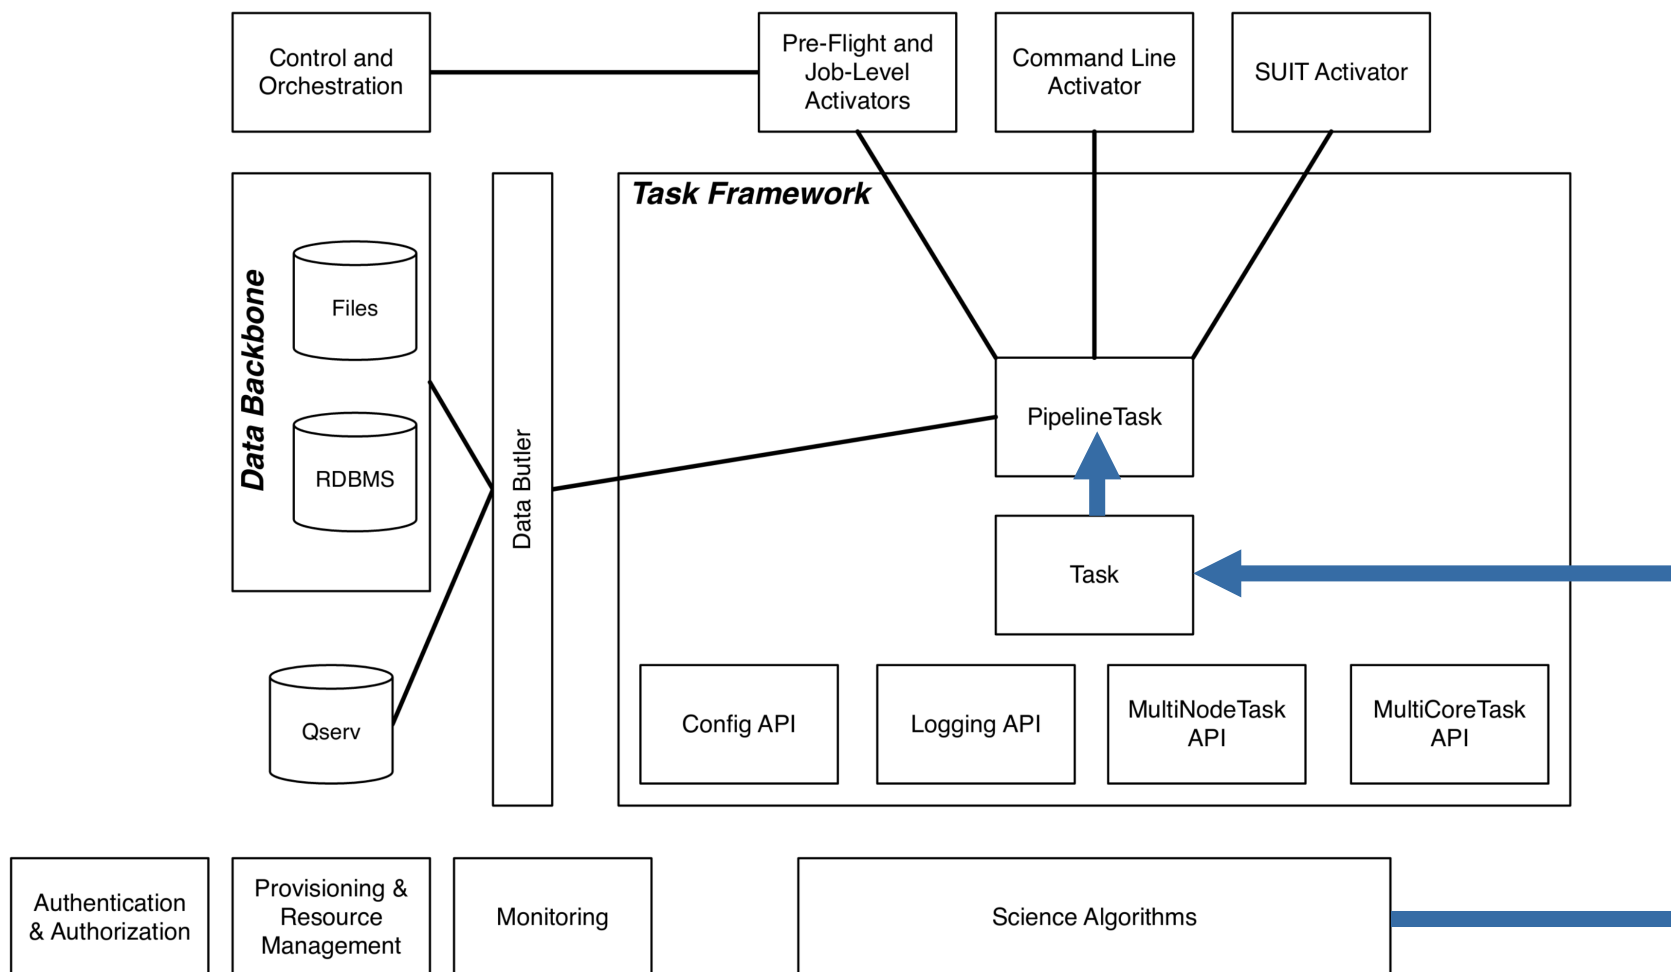 Control and
Orchestration
Pre-Flight and
Job-Level
Activators
Command Line
Activator
SUIT Activator
Data Backbone
Files
RDBMS
Qserv
Data Butler
Task Framework
PipelineTask
Task
Config API
Logging API
MultiNodeTask
API
MultiCoreTask
API
Authentication
& Authorization
Provisioning &
Resource
Management
Monitoring
Science Algorithms